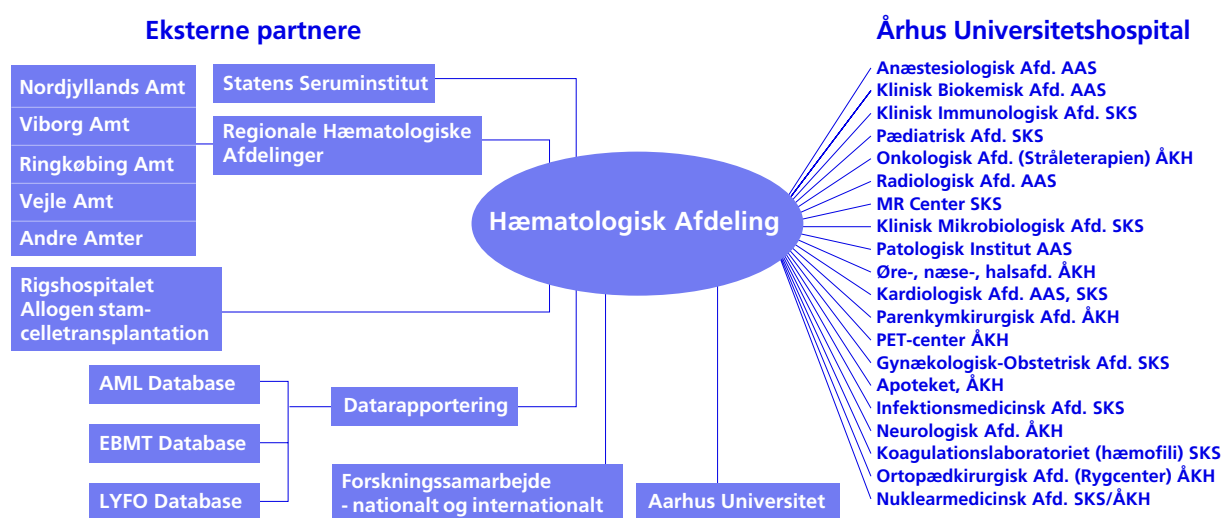 Eksterne partnere
Nordjyllands Amt
Viborg Amt
Ringkøbing Amt
Vejle Amt
Andre Amter
Statens Seruminstitut
Regionale Hæmatologiske
Afdelinger
Rigshospitalet
Allogen stam-
celletransplantation
AML Database
EBMT Database
LYFO Database
Datarapportering
Forskningssamarbejde
- nationalt og internationalt
Aarhus Universitet
Hæmatologisk Afdeling
Århus Universitetshospital
Anæstesiologisk Afd. AAS
Klinisk Biokemisk Afd. AAS
Klinisk Immunologisk Afd. SKS
Pædiatrisk Afd. SKS
Onkologisk Afd. (Stråleterapien) ÅKH
Radiologisk Afd. AAS
MR Center SKS
Klinisk Mikrobiologisk Afd. SKS
Patologisk Institut AAS
Øre-, næse-, halsafd. ÅKH
Kardiologisk Afd. AAS, SKS
Parenkymkirurgisk Afd. ÅKH
PET-center ÅKH
Gynækologisk-Obstetrisk Afd. SKS
Apoteket, ÅKH
Infektionsmedicinsk Afd. SKS
Neurologisk Afd. ÅKH
Koagulationslaboratoriet (hæmofili) SKS
Ortopædkirurgisk Afd. (Rygcenter) ÅKH
Nuklearmedicinsk Afd. SKS/ÅKH